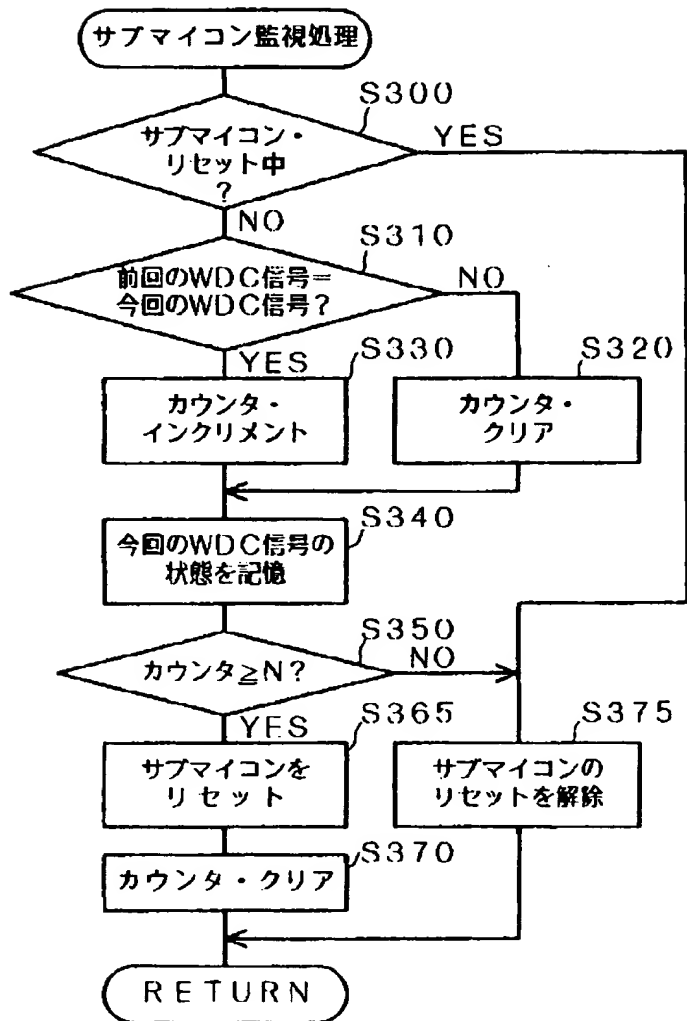 サブマイコン監視処理
S300
サブマイコン・
リセット中
?
YES
NO
S310
前回のWDC信号=
今回のWDC信号?
NO
YES
S330
カウンタ・
インクリメント
S320
カウンタ・
クリア
S340
今回のWDC信号の
状態を記憶
S350
カウンタ≧N?
NO
YES
S365
サブマイコンを
リセット
S375
サブマイコンの
リセットを解除
S370
カウンタ・クリア
RETURN